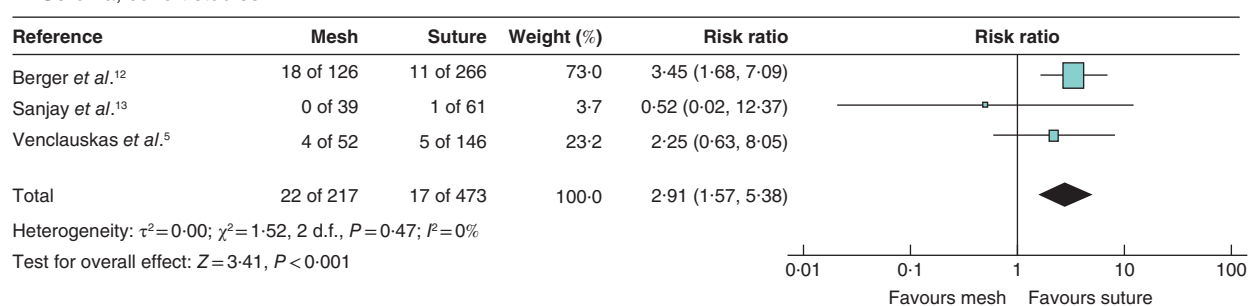 Reference Mesh Suture Weight (%) Risk ratio Risk ratio
Berger et al.¹² 18 of 126 11 of 266 73·0 3·45 (1·68, 7·09)
Sanjay et al.¹³ 0 of 39 1 of 61 3·7 0·52 (0·02, 12·37)
Venclauskas et al.⁵ 4 of 52 5 of 146 23·2 2·25 (0·63, 8·05)
Total 22 of 217 17 of 473 100·0 2·91 (1·57, 5·38)
Heterogeneity: τ²=0·00; χ²=1·52, 2 d.f., P=0·47; I²=0%
Test for overall effect: Z=3·41, P<0·001
0·01 0·1 1 10 100
Favours mesh Favours suture